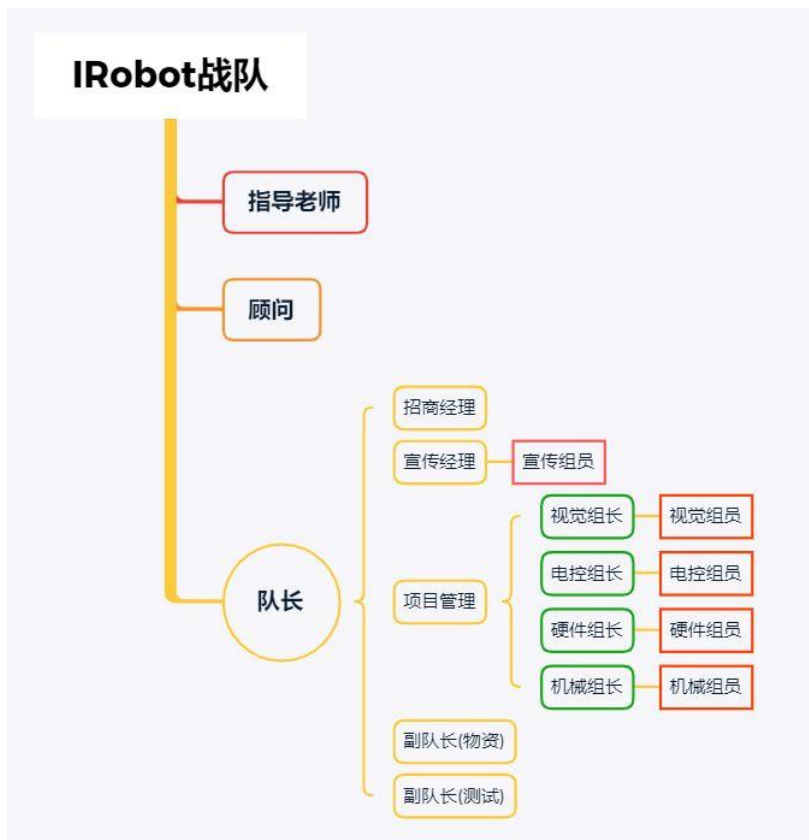 IRobot战队
指导老师
顾问
队长
招商经理
宣传经理
宣传组员
项目管理
视觉组长
视觉组员
电控组长
电控组员
硬件组长
硬件组员
机械组长
机械组员
副队长(物资)
副队长(测试)